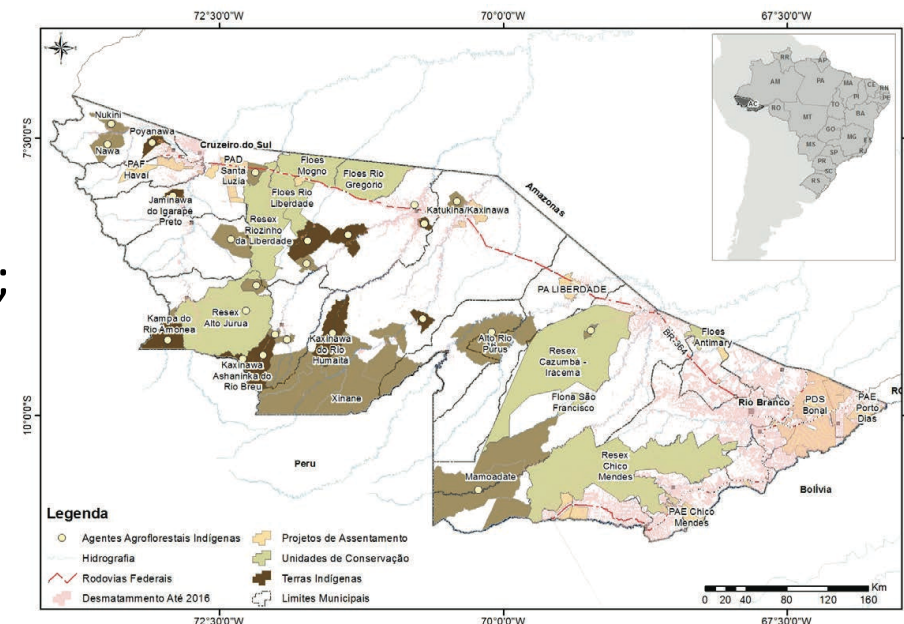 72°30'0"W
70°0'0"W
67°30'0"W
7°30'0"S
10°0'0"S
;
RR
AP
AM
PA
MA
CE
RN
PE
PI
AC
RO
TO
BA
MT
GO
MG
ES
MS
SP
RJ
PR
SC
RS
Nukini
Poyanawa
Nawa
Cruzeiro do Sul
PAF
Havaí
PAD
Santa
Luzia
Floes
Mogno
Floes Rio
Gregório
Floes Rio
Liberdade
Jaminawa
do Igarapé
Preto
Resex
Riozinho
da Liberdade
Katukina/Kaxinawa
Amazonas
PA LIBERDADE
Kampa do
Rio Amonea
Resex
Alto Jurua
Kaxinawa
do Rio
Humaitá
Kaxinawa
Ashaninka do
Rio Breu
Xinane
Alto Rio
Purus
Resex
Cazumba -
Iracema
BR-364
Floes
Antimary
Flona São
Francisco
Rio Branco
PDS
Bonal
PAE
Porto
Dias
RO
Peru
Mamoadate
Resex
Chico
Mendes
PAE Chico
Mendes
Bolívia
Legenda
Agentes Agroflorestais Indígenas
Hidrografia
Rodovias Federais
Desmatammento Até 2016
Projetos de Assentamento
Unidades de Conservação
Terras Indígenas
Limites Municipais
Km
0 20 40 80 120 160
72°30'0"W
70°0'0"W
67°30'0"W